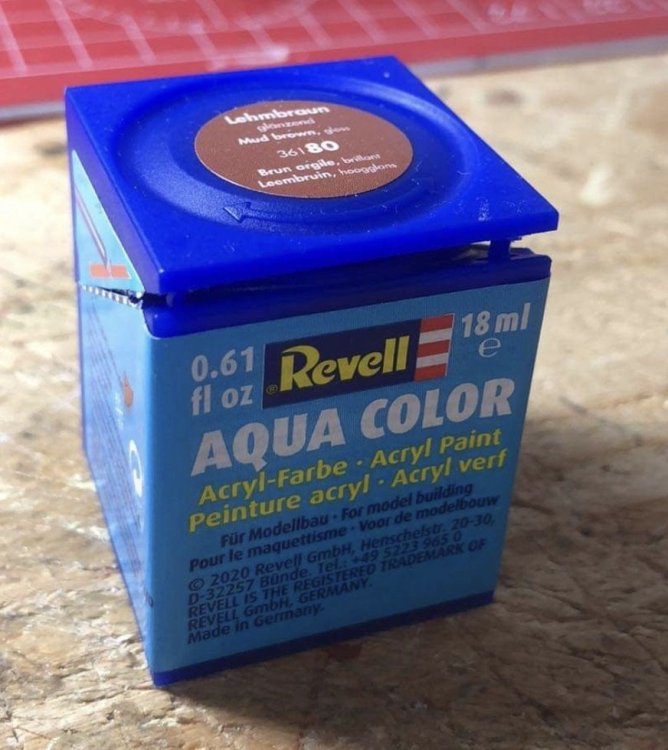 Lehmbraun
glänzend
Mud brown, gloss
36180
Brun argile, brillant
Leembruin, hoogglans
0.61
fl oz
Revell
18 ml
e
AQUA COLOR
Acryl-Farbe · Acryl Paint
Peinture acryl · Acryl verf
Für Modellbau · For model building
Pour le maquettisme · Voor de modelbouw
© 2020 Revell GmbH, Henschelstr. 20-30,
D-32257 Bünde. Tel.: +49 5223 965 0
REVELL IS THE REGISTERED TRADEMARK OF
REVELL GmbH, GERMANY.
Made in Germany.